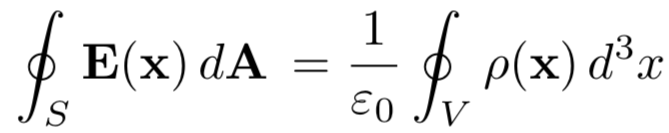 ∮_S 𝐄(𝐱) d𝐀 = 1/ε₀ ∮_V ρ(𝐱) d³x